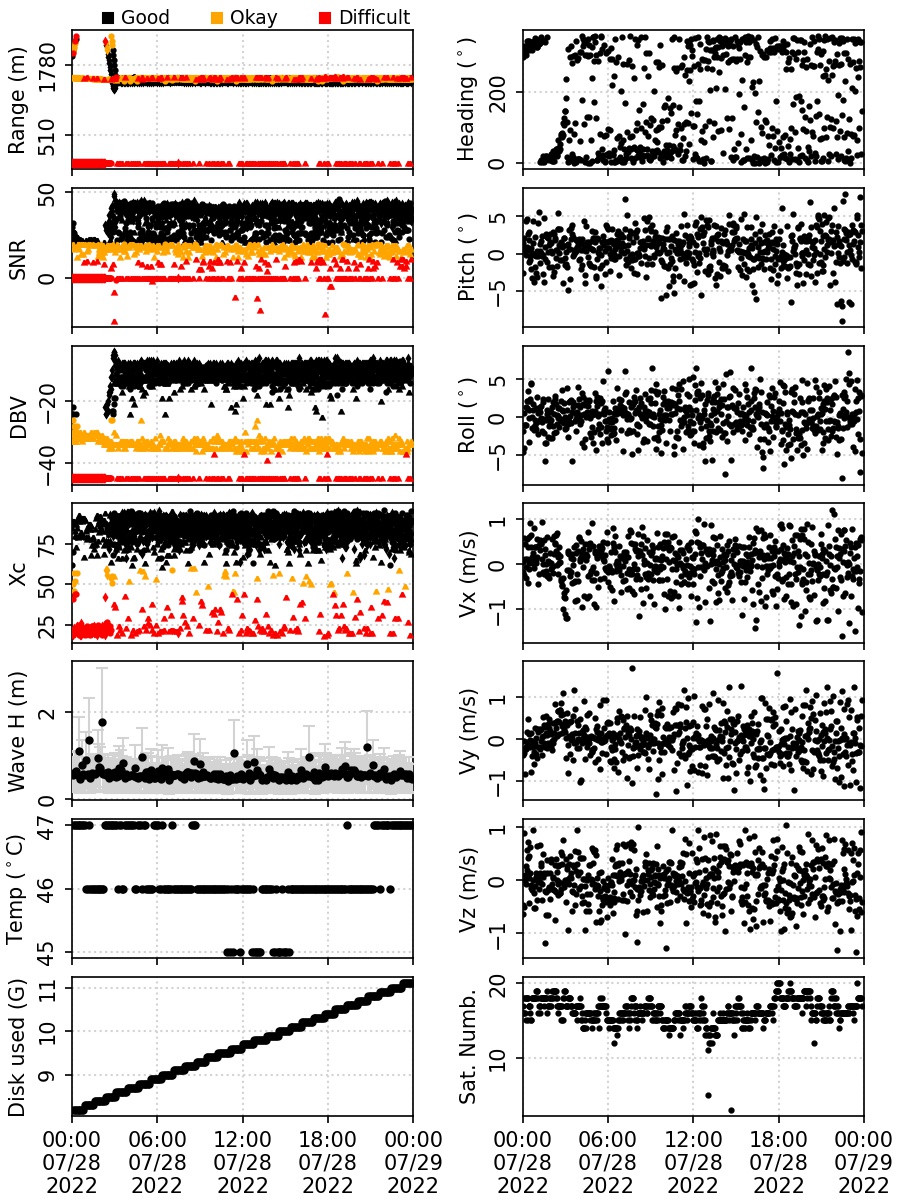 Good Okay Difficult
Range (m)
1780
510
Heading (°)
200
0
SNR
50
0
Pitch (°)
5
0
−5
DBV
−20
−40
Roll (°)
5
0
−5
Xc
75
50
25
Vx (m/s)
1
0
−1
Wave H (m)
2
0
Vy (m/s)
1
0
−1
Temp (°C)
47
46
45
Vz (m/s)
1
0
−1
Disk used (G)
11
10
9
Sat. Numb.
20
10
00:00 06:00 12:00 18:00 00:00
07/28 07/28 07/28 07/28 07/29
2022 2022 2022 2022 2022
00:00 06:00 12:00 18:00 00:00
07/28 07/28 07/28 07/28 07/29
2022 2022 2022 2022 2022